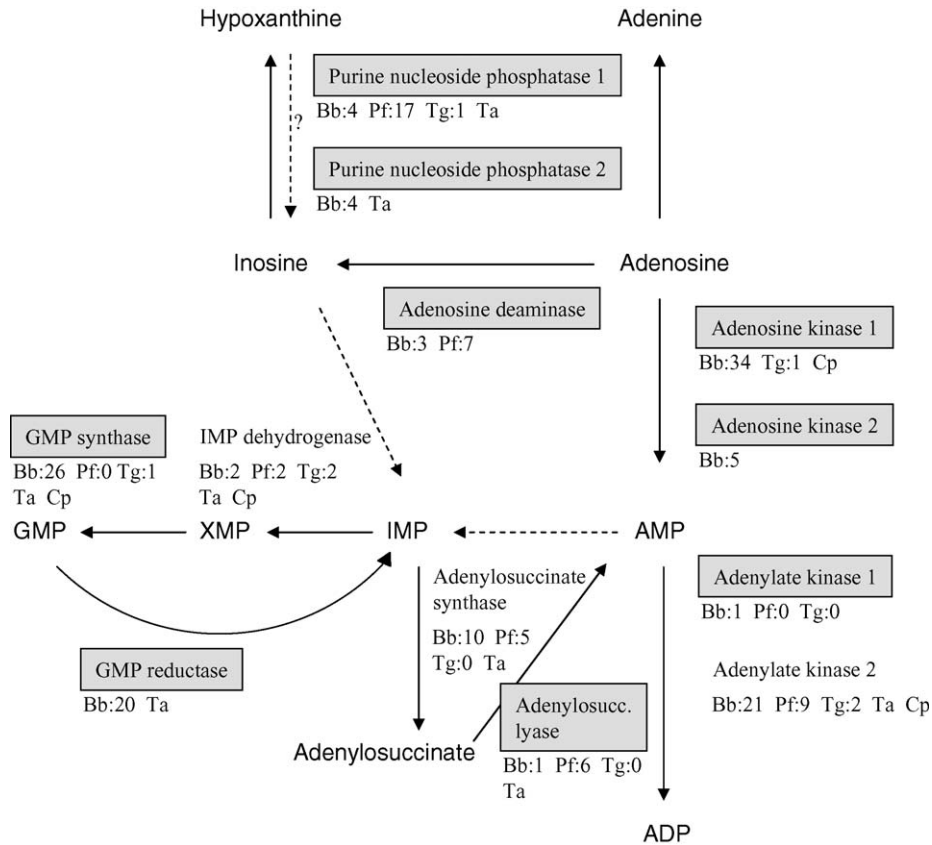 Hypoxanthine
Adenine
Purine nucleoside phosphatase 1
Bb:4 Pf:17 Tg:1 Ta
?
Purine nucleoside phosphatase 2
Bb:4 Ta
Inosine
Adenosine
Adenosine deaminase
Bb:3 Pf:7
Adenosine kinase 1
Bb:34 Tg:1 Cp
Adenosine kinase 2
Bb:5
GMP synthase
Bb:26 Pf:0 Tg:1
Ta Cp
IMP dehydrogenase
Bb:2 Pf:2 Tg:2
Ta Cp
GMP
XMP
IMP
AMP
Adenylosuccinate
synthase
Bb:10 Pf:5
Tg:0 Ta
Adenylate kinase 1
Bb:1 Pf:0 Tg:0
GMP reductase
Bb:20 Ta
Adenylate kinase 2
Bb:21 Pf:9 Tg:2 Ta Cp
Adenylosucc.
lyase
Bb:1 Pf:6 Tg:0
Ta
Adenylosuccinate
ADP